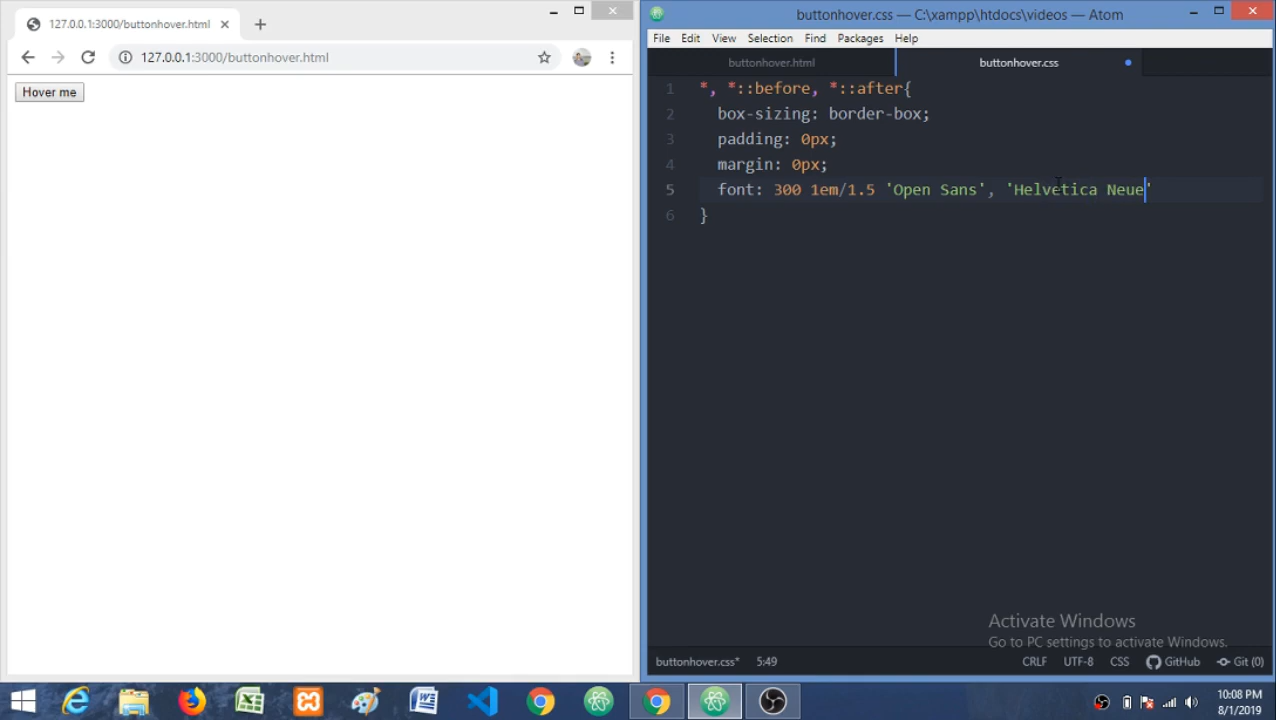 127.0.0.1:3000/buttonhover.html
127.0.0.1:3000/buttonhover.html
Hover me
buttonhover.css — C:\xampp\htdocs\videos — Atom
File Edit View Selection Find Packages Help
buttonhover.html
buttonhover.css
1 *, *::before, *::after{
2 box-sizing: border-box;
3 padding: 0px;
4 margin: 0px;
5 font: 300 1em/1.5 'Open Sans', 'Helvetica Neue'
6 }
Activate Windows
Go to PC settings to activate Windows.
buttonhover.css* 5:49 CRLF UTF-8 CSS GitHub Git (0)
10:08 PM
8/1/2019